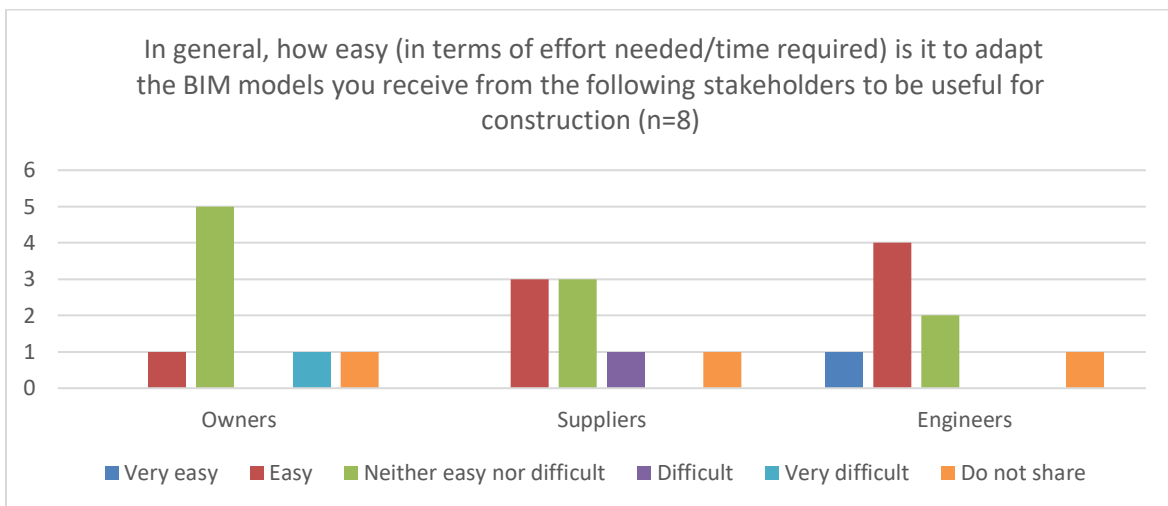 In general, how easy (in terms of effort needed/time required) is it to adapt
the BIM models you receive from the following stakeholders to be useful for
construction (n=8)
6
5
4
3
2
1
0
Owners Suppliers Engineers
Very easy Easy Neither easy nor difficult Difficult Very difficult Do not share